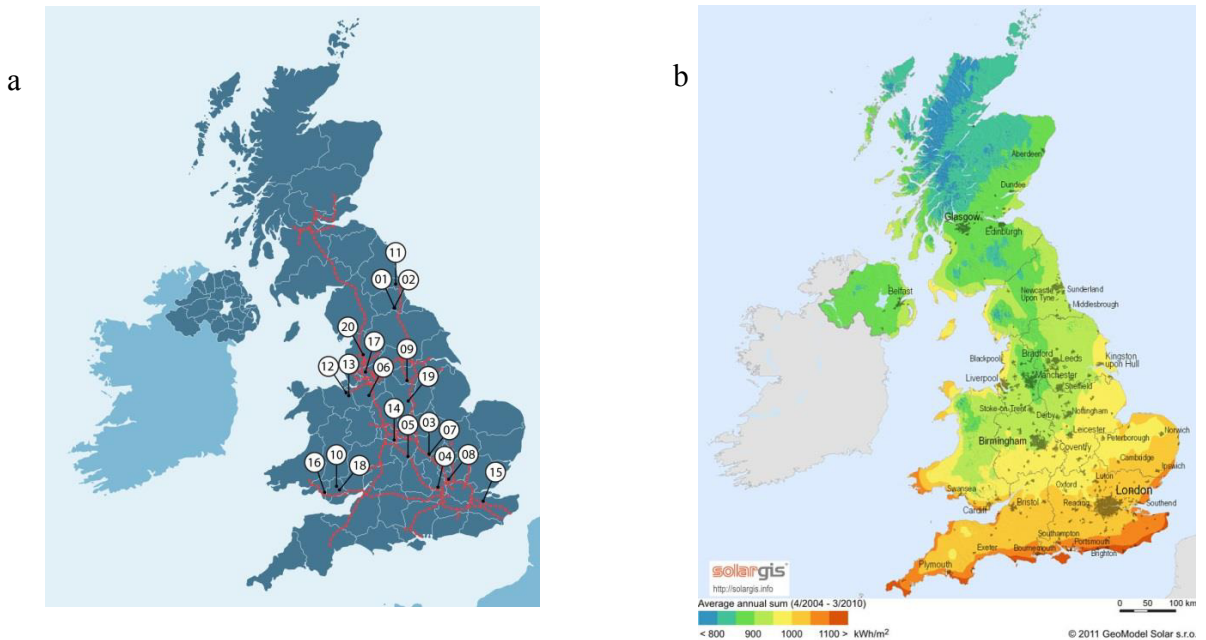 a
11
01 02
20
17
12 13 06 09
19
14
05 03 07
16 10 18 04 08 15
b
Aberdeen
Dundee
Glasgow
Edinburgh
Belfast
Newcastle
Upon Tyne
Sunderland
Middlesbrough
Blackpool
Bradford
Leeds
Kingston
upon Hull
Liverpool
Manchester
Sheffield
Stoke-on-Trent
Derby
Nottingham
Leicester
Peterborough
Norwich
Birmingham
Coventry
Cambridge
Ipswich
Swansea
Cardiff
Bristol
Oxford
Luton
London
Southend
Reading
Southampton
Portsmouth
Brighton
Bournemouth
Exeter
Plymouth
solargis
http://solargis.info
Average annual sum (4/2004 - 3/2010)
< 800 900 1000 1100 > kWh/m²
0 50 100 km
© 2011 GeoModel Solar s.r.o.